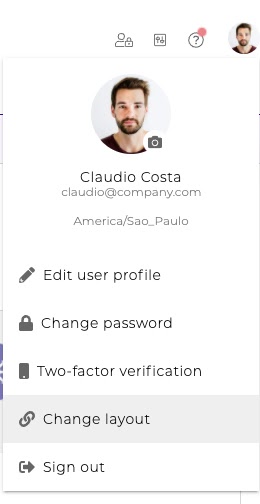 Claudio Costa
claudio@company.com
America/Sao_Paulo
Edit user profile
Change password
Two-factor verification
Change layout
Sign out